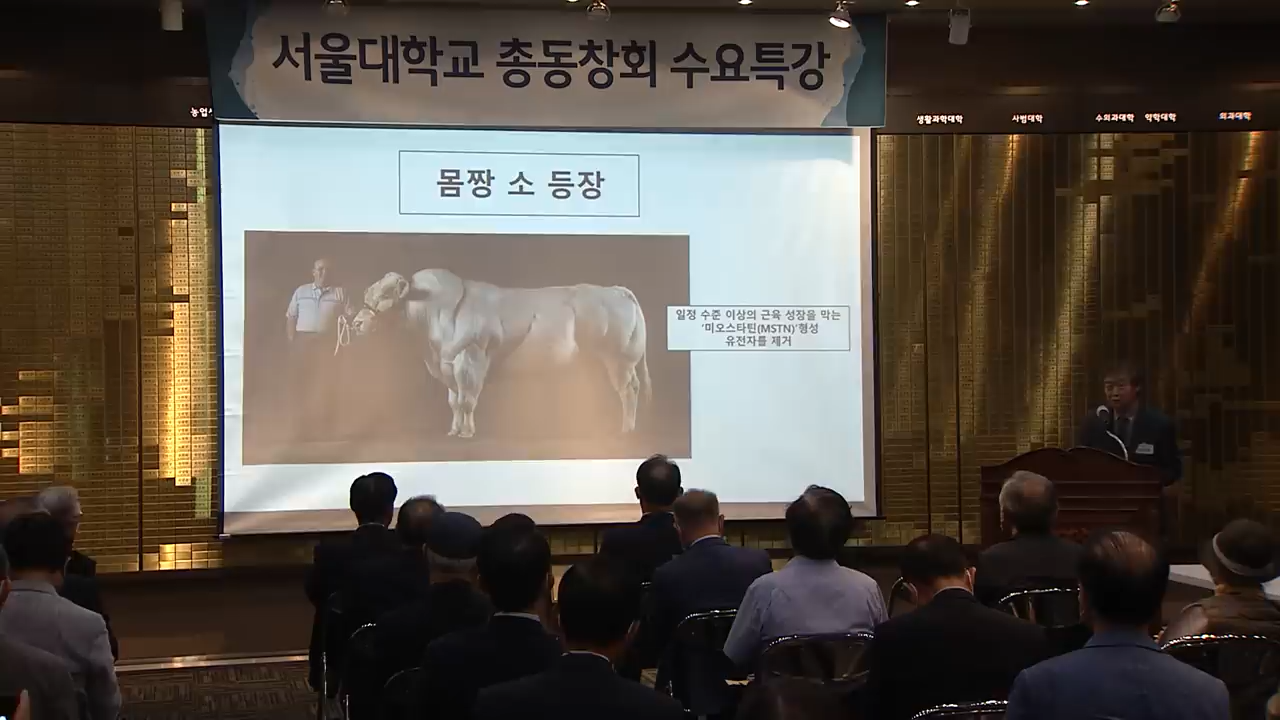 서울대학교 총동창회 수요특강
농업생
생활과학대학
사범대학
수의과대학
약학대학
의과대학
몸짱 소 등장
일정 수준 이상의 근육 성장을 막는
'미오스타틴(MSTN)'형성
유전자를 제거